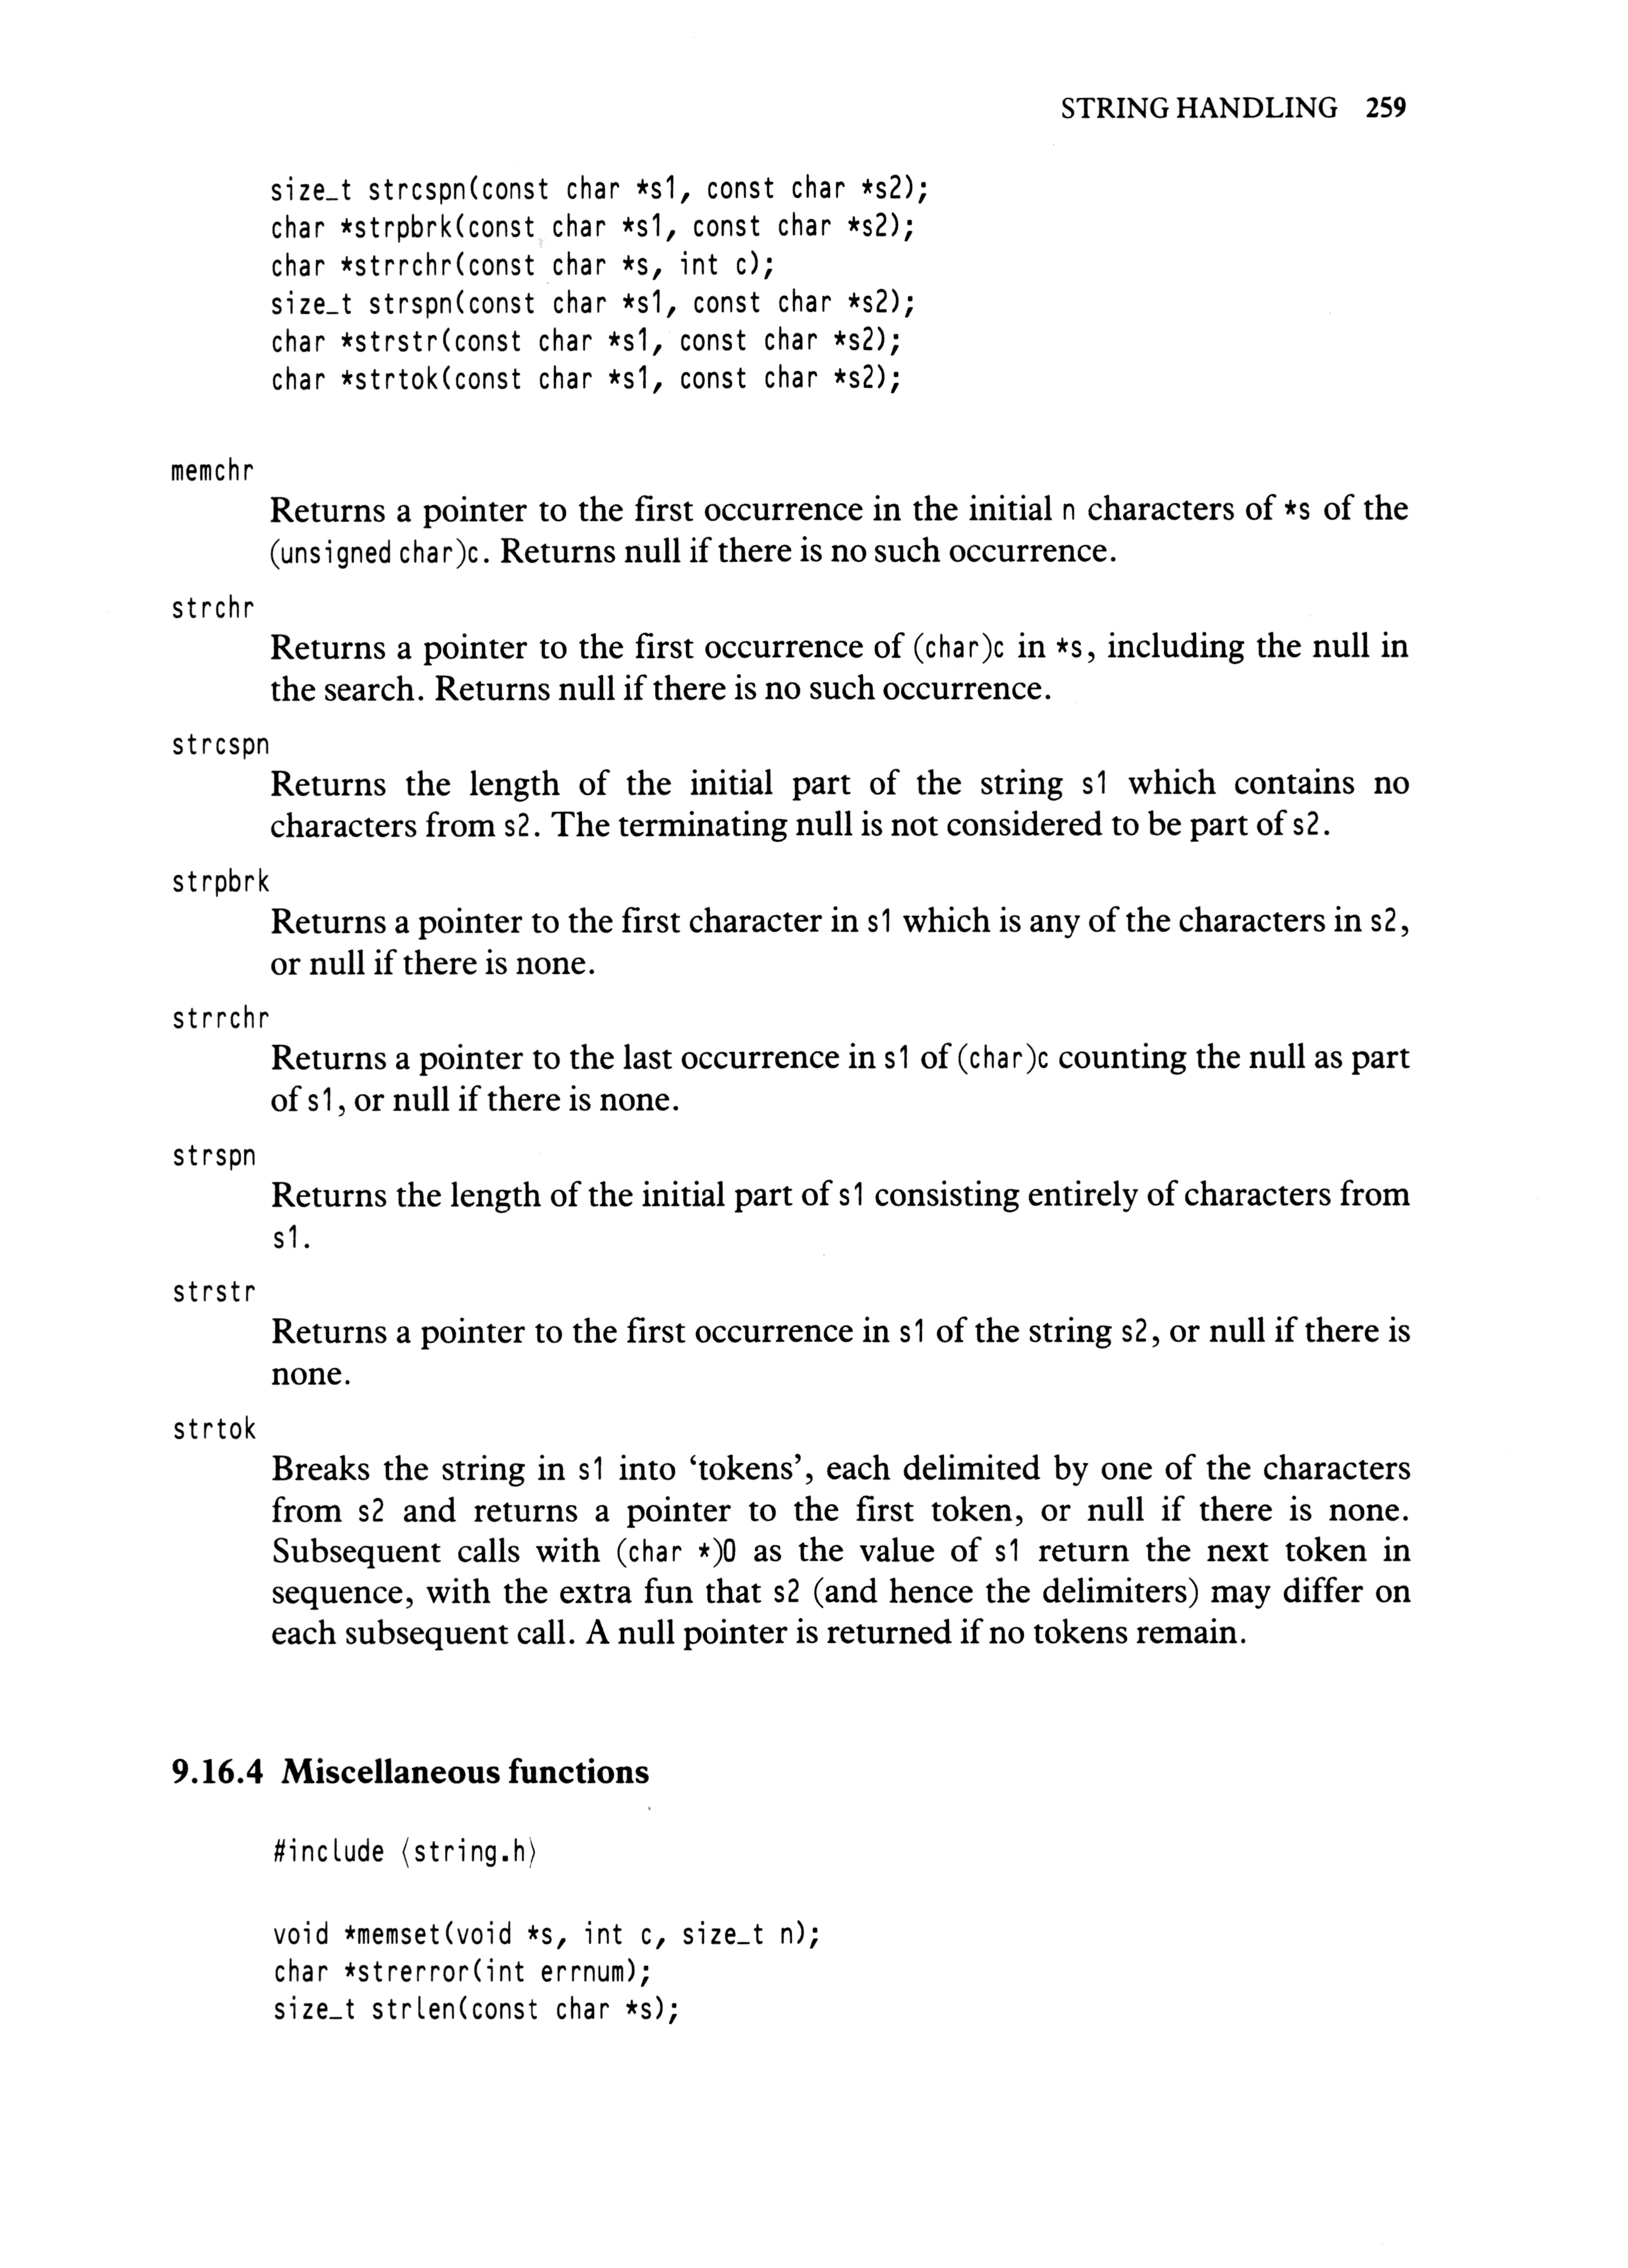 STRING HANDLING 259
size_t strcspn(const char *s1, const char *s2);
char *strpbrk(const char *s1, const char *s2);
char *strrchr(const char *s, int c);
size_t strspn(const char *s1, const char *s2);
char *strstr(const char *s1, const char *s2);
char *strtok(const char *s1, const char *s2);
memchr
Returns a pointer to the first occurrence in the initial n characters of *s of the
(unsigned char)c. Returns null if there is no such occurrence.
strchr
Returns a pointer to the first occurrence of (char)c in *s, including the null in
the search. Returns null if there is no such occurrence.
strcspn
Returns the length of the initial part of the string s1 which contains no
characters from s2. The terminating null is not considered to be part of s2.
strpbrk
Returns a pointer to the first character in s1 which is any of the characters in s2,
or null if there is none.
strrchr
Returns a pointer to the last occurrence in s1 of (char)c counting the null as part
of s1, or null if there is none.
strspn
Returns the length of the initial part of s1 consisting entirely of characters from
s1.
strstr
Returns a pointer to the first occurrence in s1 of the string s2, or null if there is
none.
strtok
Breaks the string in s1 into ‘tokens’, each delimited by one of the characters
from s2 and returns a pointer to the first token, or null if there is none.
Subsequent calls with (char *)0 as the value of s1 return the next token in
sequence, with the extra fun that s2 (and hence the delimiters) may differ on
each subsequent call. A null pointer is returned if no tokens remain.
9.16.4 Miscellaneous functions
#include ⟨string.h⟩
void *memset(void *s, int c, size_t n);
char *strerror(int errnum);
size_t strlen(const char *s);